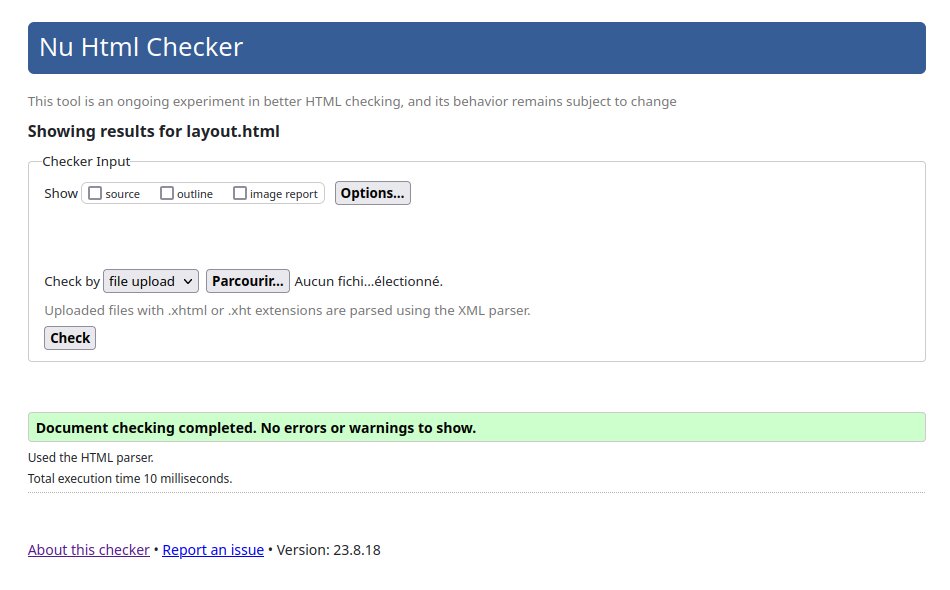 Nu Html Checker
This tool is an ongoing experiment in better HTML checking, and its behavior remains subject to change
Showing results for layout.html
Checker Input
Show source outline image report Options...
Check by file upload Parcourir... Aucun fichi...électionné.
Uploaded files with .xhtml or .xht extensions are parsed using the XML parser.
Check
Document checking completed. No errors or warnings to show.
Used the HTML parser.
Total execution time 10 milliseconds.
About this checker • Report an issue • Version: 23.8.18